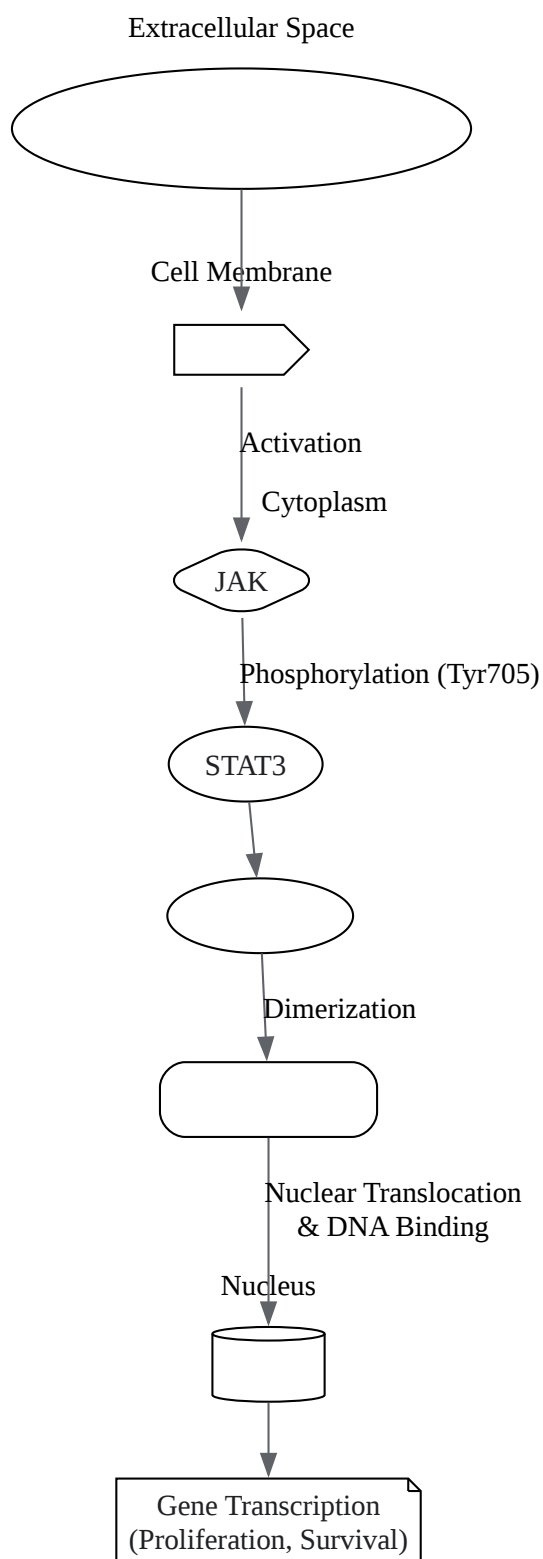 Extracellular Space
Cell Membrane
Activation
Cytoplasm
JAK
Phosphorylation (Tyr705)
STAT3
Dimerization
Nuclear Translocation
& DNA Binding
Nucleus
Gene Transcription
(Proliferation, Survival)